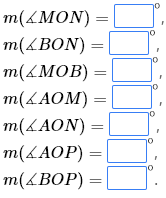 m(∡MON) = º,
m(∡BON) = º,
m(∡MOB) = º,
m(∡AOM) = º,
m(∡AON) = º,
m(∡AOP) = º,
m(∡BOP) = º.